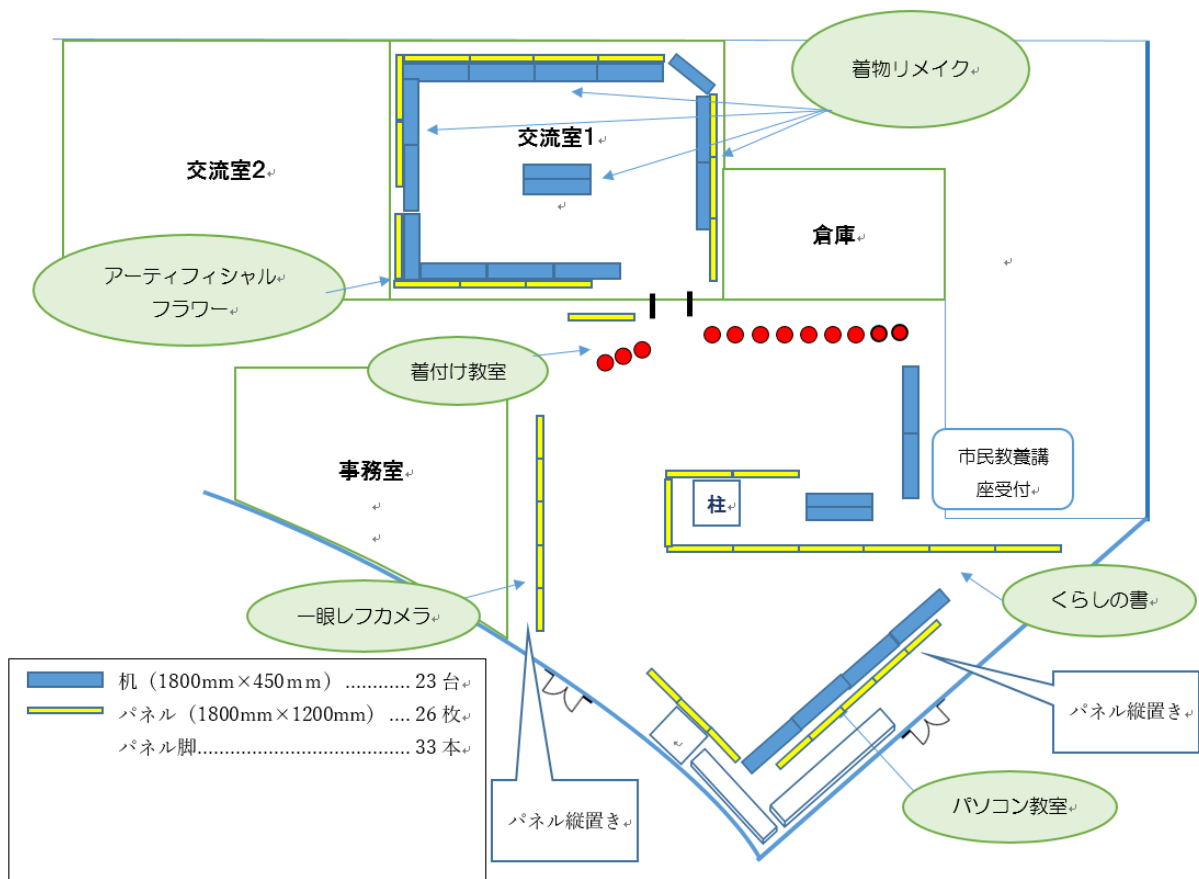 着物リメイク
交流室1
交流室2
倉庫
アーティフィシャル
フラワー
着付け教室
事務室
柱
市民教養講
座受付
一眼レフカメラ
くらしの書
机（1800mm×450mm）............ 23 台
パネル（1800mm×1200mm）.... 26 枚
パネル脚.............................. 33 本
パネル縦置き
パネル縦置き
パソコン教室